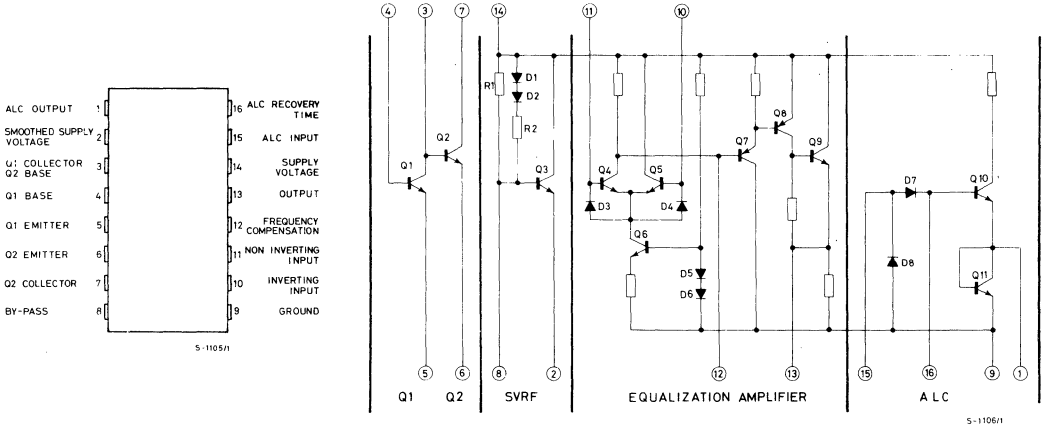 ALC OUTPUT 1
SMOOTHED SUPPLY VOLTAGE 2
Q1 COLLECTOR
Q2 BASE 3
Q1 BASE 4
Q1 EMITTER 5
Q2 EMITTER 6
Q2 COLLECTOR 7
BY-PASS 8
16 ALC RECOVERY TIME
15 ALC INPUT
14 SUPPLY VOLTAGE
13 OUTPUT
12 FREQUENCY COMPENSATION
11 NON INVERTING INPUT
10 INVERTING INPUT
9 GROUND
S-1105/1
4 3 7 14 11 10
R1 D1
D2
R2
Q8
Q2
Q7 Q9
Q1 Q3 Q4 Q5 D7 Q10
D3 D4
Q6
D5 D8
D6 Q11
5 6 8 2 12 13 15 16 9 1
Q1 Q2 SVRF EQUALIZATION AMPLIFIER ALC
S-1106/1